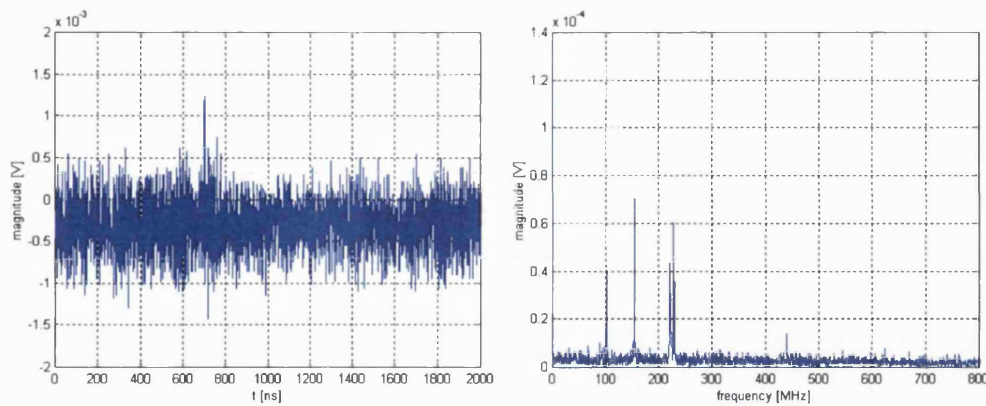 x 10⁻³
2
1.5
1
0.5
0
-0.5
-1
-1.5
-2
magnitude [V]
0 200 400 600 800 1000 1200 1400 1600 1800 2000
t [ns]
x 10⁻⁴
1.4
1.2
1
0.8
0.6
0.4
0.2
0
magnitude [V]
0 100 200 300 400 500 600 700 800
frequency [MHz]